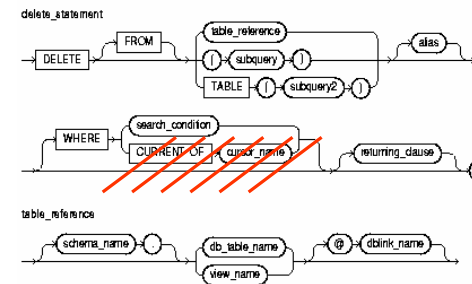 delete_statement
FROM table_reference alias
DELETE ( subquery )
TABLE ( subquery2 )
search_condition
WHERE CURRENT OF cursor_name returning_clause
table_reference
schema_name . db_table_name @ dblink_name
view_name